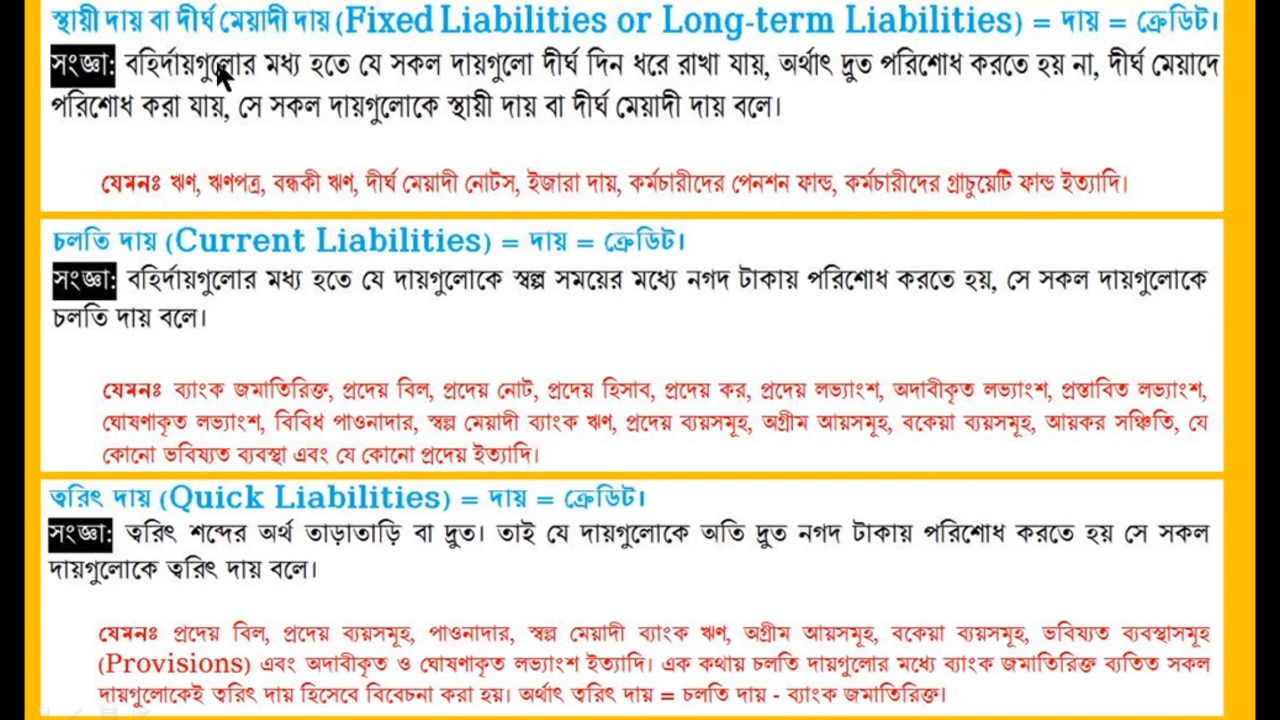 স্থায়ী দায় বা দীর্ঘ মেয়াদী দায় (Fixed Liabilities or Long-term Liabilities) = দায় = ক্রেডিট।
সংজ্ঞা: বহির্দায়গুলোর মধ্য হতে যে সকল দায়গুলো দীর্ঘ দিন ধরে রাখা যায়, অর্থাৎ দ্রুত পরিশোধ করতে হয় না, দীর্ঘ মেয়াদে
পরিশোধ করা যায়, সে সকল দায়গুলোকে স্থায়ী দায় বা দীর্ঘ মেয়াদী দায় বলে।
যেমনঃ ঋণ, ঋণপত্র, বন্ধকী ঋণ, দীর্ঘ মেয়াদী নোটস, ইজারা দায়, কর্মচারীদের পেনশন ফান্ড, কর্মচারীদের গ্রাচুয়েটি ফান্ড ইত্যাদি।
চলতি দায় (Current Liabilities) = দায় = ক্রেডিট।
সংজ্ঞা: বহির্দায়গুলোর মধ্য হতে যে দায়গুলোকে স্বল্প সময়ের মধ্যে নগদ টাকায় পরিশোধ করতে হয়, সে সকল দায়গুলোকে
চলতি দায় বলে।
যেমনঃ ব্যাংক জমাতিরিক্ত, প্রদেয় বিল, প্রদেয় নোট, প্রদেয় হিসাব, প্রদেয় কর, প্রদেয় লভ্যাংশ, অদাবীকৃত লভ্যাংশ, প্রস্তাবিত লভ্যাংশ,
ঘোষণাকৃত লভ্যাংশ, বিবিধ পাওনাদার, স্বল্প মেয়াদী ব্যাংক ঋণ, প্রদেয় ব্যয়সমূহ, অগ্রীম আয়সমূহ, বকেয়া ব্যয়সমূহ, আয়কর সঞ্চিতি, যে
কোনো ভবিষ্যত ব্যবস্থা এবং যে কোনো প্রদেয় ইত্যাদি।
ত্বরিৎ দায় (Quick Liabilities) = দায় = ক্রেডিট।
সংজ্ঞা: ত্বরিৎ শব্দের অর্থ তাড়াতাড়ি বা দ্রুত। তাই যে দায়গুলোকে অতি দ্রুত নগদ টাকায় পরিশোধ করতে হয় সে সকল
দায়গুলোকে ত্বরিৎ দায় বলে।
যেমনঃ প্রদেয় বিল, প্রদেয় ব্যয়সমূহ, পাওনাদার, স্বল্প মেয়াদী ব্যাংক ঋণ, অগ্রীম আয়সমূহ, বকেয়া ব্যয়সমূহ, ভবিষ্যত ব্যবস্থাসমূহ
(Provisions) এবং অদাবীকৃত ও ঘোষণাকৃত লভ্যাংশ ইত্যাদি। এক কথায় চলতি দায়গুলোর মধ্যে ব্যাংক জমাতিরিক্ত ব্যতিত সকল
দায়গুলোকেই ত্বরিৎ দায় হিসেবে বিবেচনা করা হয়। অর্থাৎ ত্বরিৎ দায় = চলতি দায় - ব্যাংক জমাতিরিক্ত।